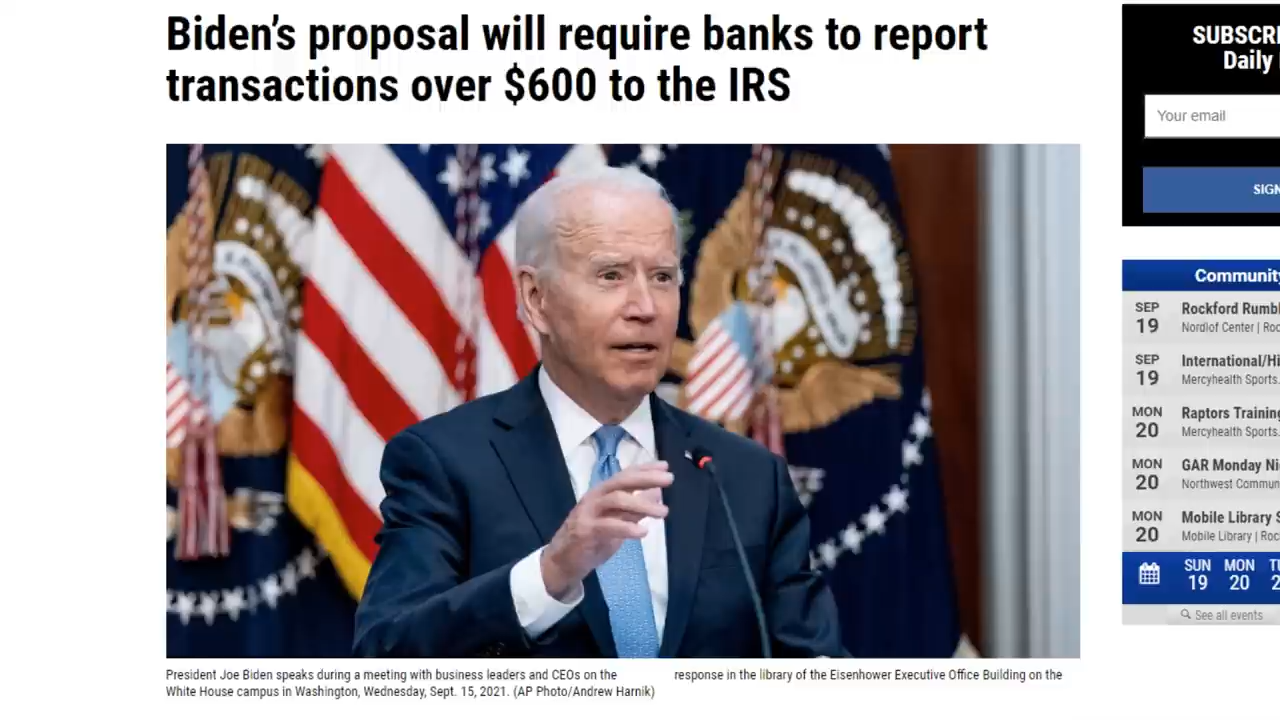 Biden's proposal will require banks to report
transactions over $600 to the IRS
President Joe Biden speaks during a meeting with business leaders and CEOs on the response in the library of the Eisenhower Executive Office Building on the
White House campus in Washington, Wednesday, Sept. 15, 2021. (AP Photo/Andrew Harnik)
SUBSCRI
Daily
Your email
SIGN
Community
SEP
19
Rockford Rumbl
Nordlof Center | Roc
SEP
19
International/Hi
Mercyhealth Sports.
MON
20
Raptors Training
Mercyhealth Sports.
MON
20
GAR Monday Ni
Northwest Commun
MON
20
Mobile Library S
Mobile Library | Roc
SUN MON TU
19 20 2
See all events